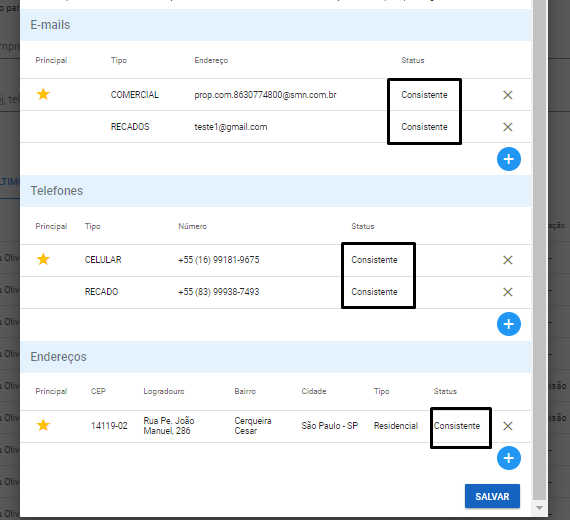 E-mails
Principal Tipo Endereço Status
COMERCIAL prop.com.8630774800@smn.com.br Consistente
RECADOS teste1@gmail.com Consistente
Telefones
Principal Tipo Número Status
CELULAR +55 (16) 99181-9675 Consistente
RECADO +55 (83) 99938-7493 Consistente
Endereços
Principal CEP Logradouro Bairro Cidade Tipo Status
14119-02 Rua Pe. João Manuel, 286 Cerqueira Cesar São Paulo - SP Residencial Consistente
SALVAR